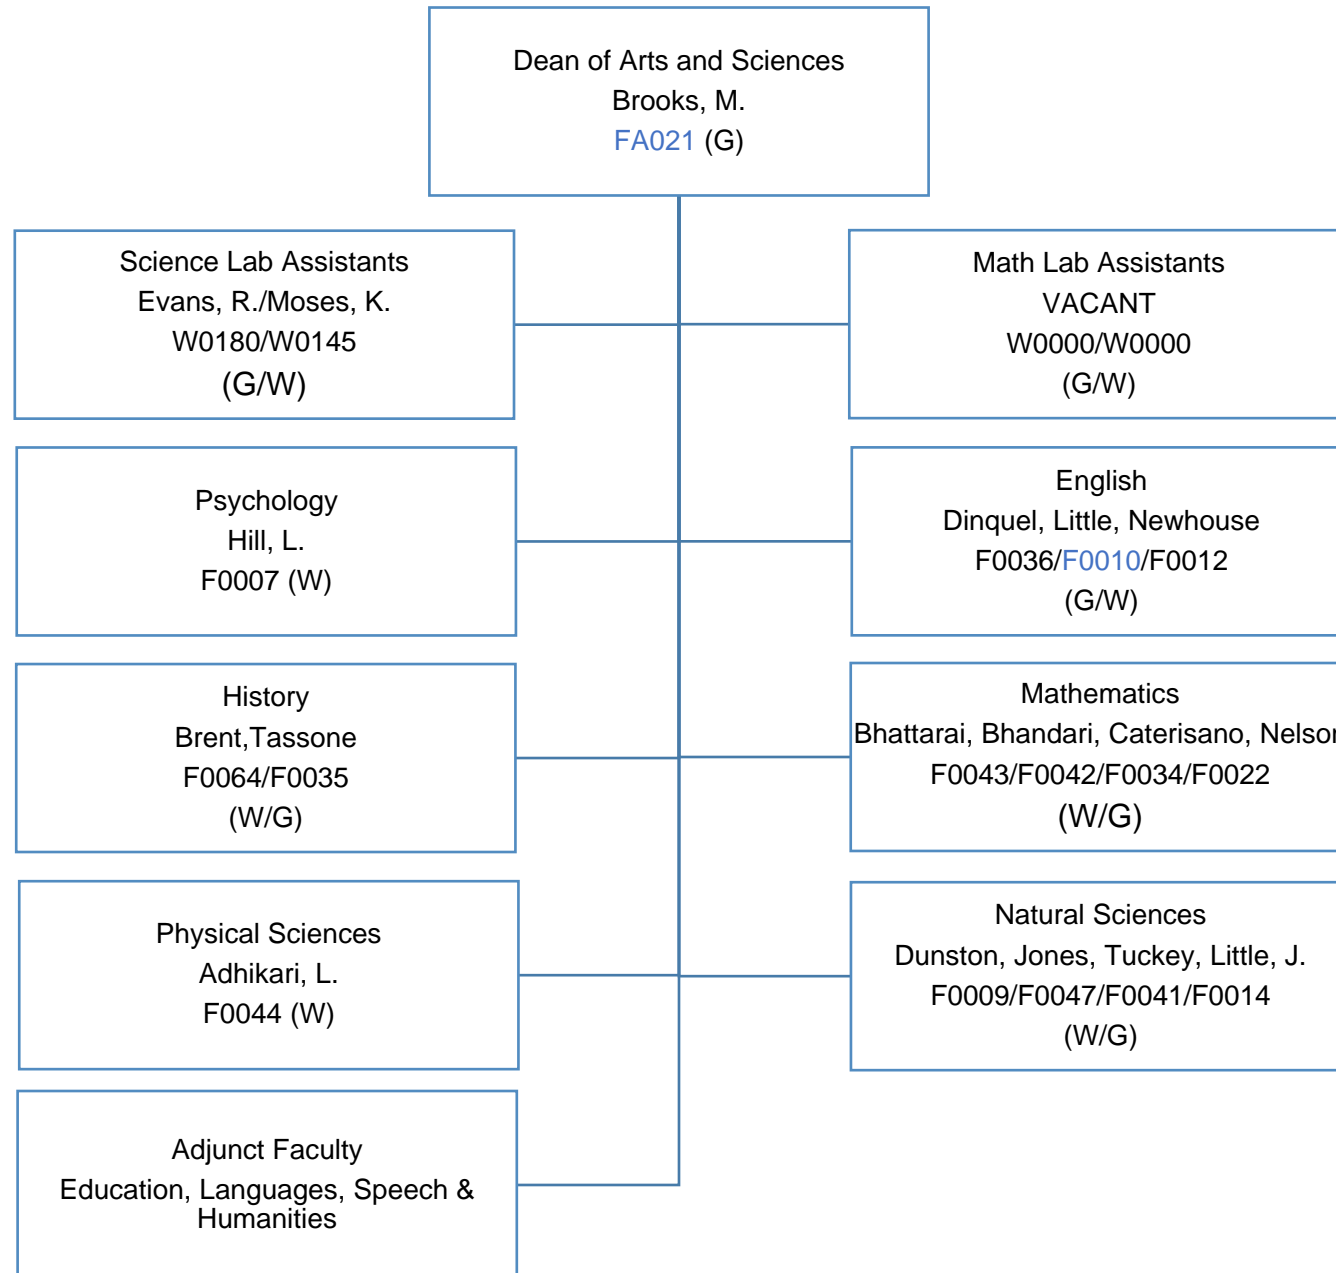 Dean of Arts and Sciences
Brooks, M.
FA021 (G)
Science Lab Assistants
Evans, R./Moses, K.
W0180/W0145
(G/W)
Math Lab Assistants
VACANT
W0000/W0000
(G/W)
Psychology
Hill, L.
F0007 (W)
English
Dinquel, Little, Newhouse
F0036/F0010/F0012
(G/W)
History
Brent,Tassone
F0064/F0035
(W/G)
Mathematics
Bhattarai, Bhandari, Caterisano, Nelson
F0043/F0042/F0034/F0022
(W/G)
Physical Sciences
Adhikari, L.
F0044 (W)
Natural Sciences
Dunston, Jones, Tuckey, Little, J.
F0009/F0047/F0041/F0014
(W/G)
Adjunct Faculty
Education, Languages, Speech &
Humanities